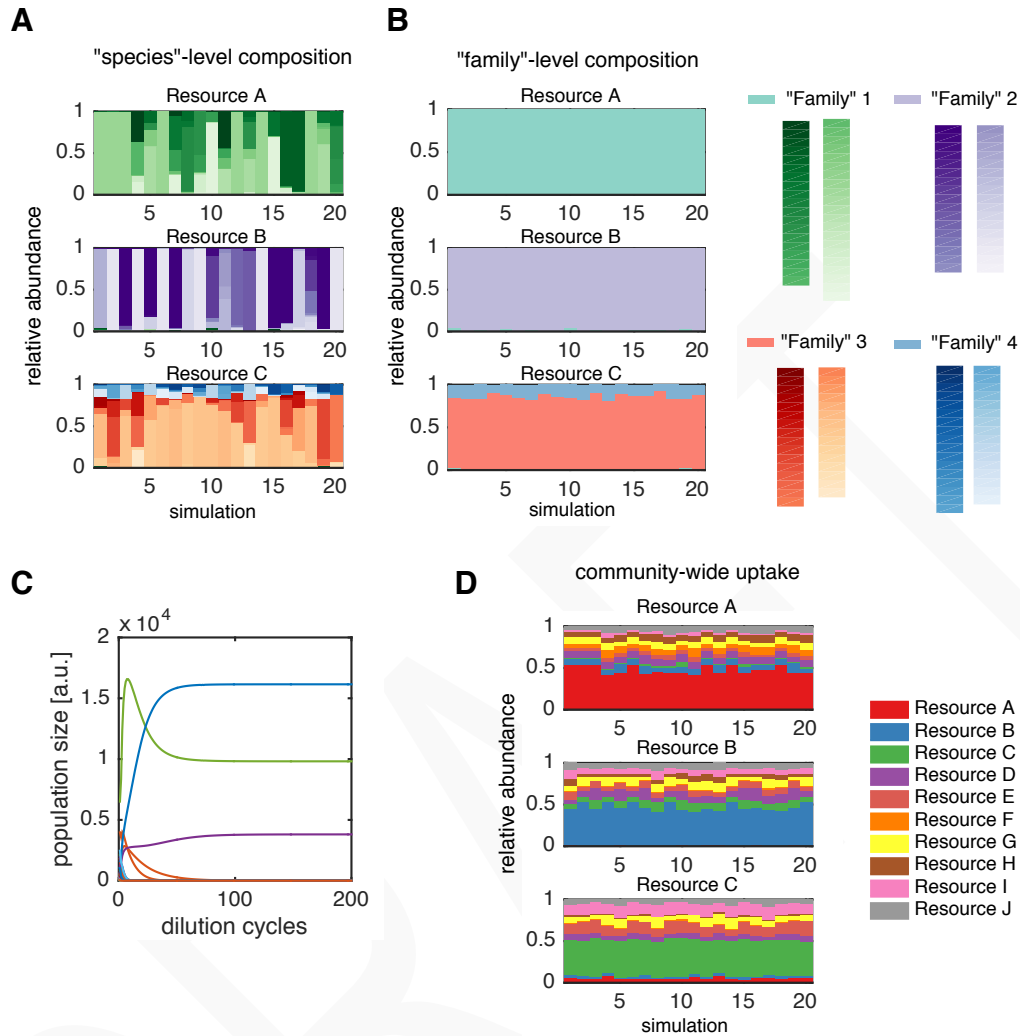 A
"species"-level composition
Resource A
1
0.5
0
5
10
15
20
Resource B
1
0.5
0
5
10
15
20
Resource C
1
0.5
0
5
10
15
20
relative abundance
simulation
B
"family"-level composition
Resource A
1
0.5
0
5
10
15
20
Resource B
1
0.5
0
5
10
15
20
Resource C
1
0.5
0
5
10
15
20
relative abundance
simulation
"Family" 1
"Family" 2
"Family" 3
"Family" 4
C
x 10^4
2
1.5
1
0.5
0
0
100
200
population size [a.u.]
dilution cycles
D
community-wide uptake
Resource A
1
0.5
0
5
10
15
20
Resource B
1
0.5
0
5
10
15
20
Resource C
1
0.5
0
5
10
15
20
relative abundance
simulation
Resource A
Resource B
Resource C
Resource D
Resource E
Resource F
Resource G
Resource H
Resource I
Resource J